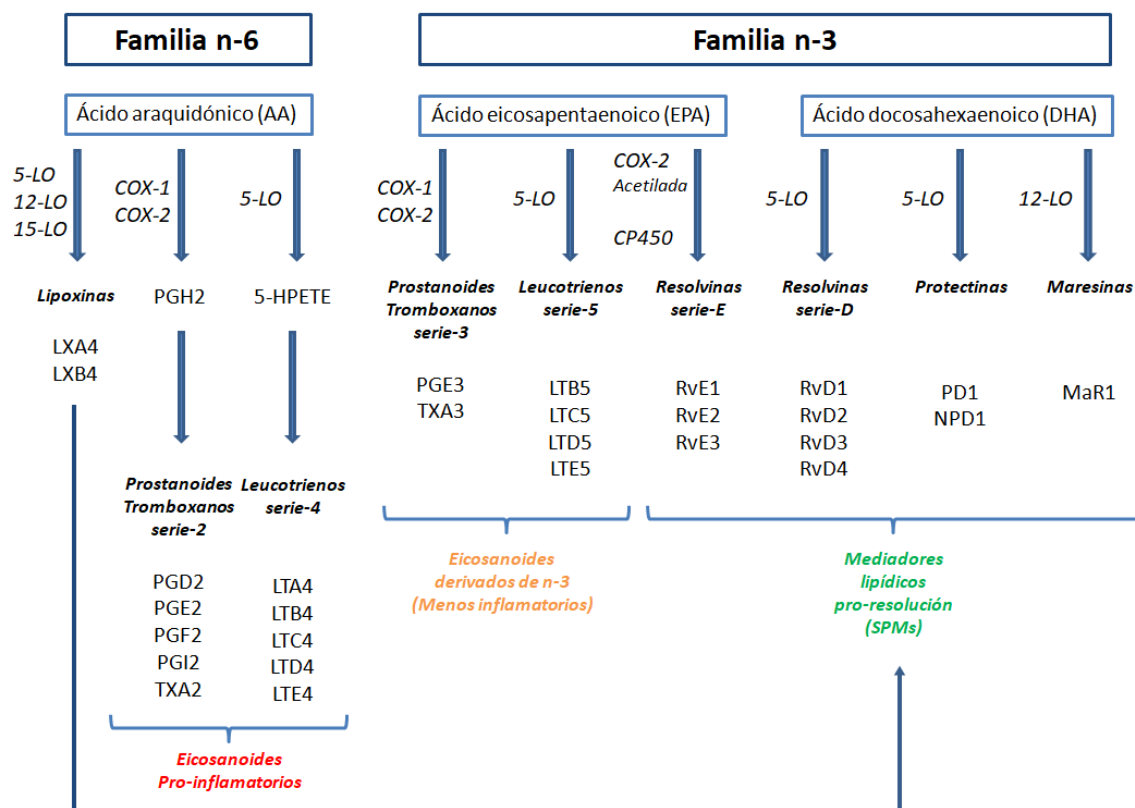 Familia n-6
Familia n-3
Ácido araquidónico (AA)
Ácido eicosapentaenoico (EPA)
Ácido docosahexaenoico (DHA)
5-LO
12-LO
15-LO
COX-1
COX-2
5-LO
COX-1
COX-2
5-LO
COX-2
Acetilada
CP450
5-LO
5-LO
12-LO
Lipoxinas
LXA4
LXB4
PGH2
5-HPETE
Prostanoides
Tromboxanos
serie-2
PGD2
PGE2
PGF2
PGI2
TXA2
Leucotrienos
serie-4
LTA4
LTB4
LTC4
LTD4
LTE4
Eicosanoides
Pro-inflamatorios
Prostanoides
Tromboxanos
serie-3
PGE3
TXA3
Leucotrienos
serie-5
LTB5
LTC5
LTD5
LTE5
Eicosanoides
derivados de n-3
(Menos inflamatorios)
Resolvinas
serie-E
RvE1
RvE2
RvE3
Resolvinas
serie-D
RvD1
RvD2
RvD3
RvD4
Protectinas
PD1
NPD1
Maresinas
MaR1
Mediadores
lipídicos
pro-resolución
(SPMs)